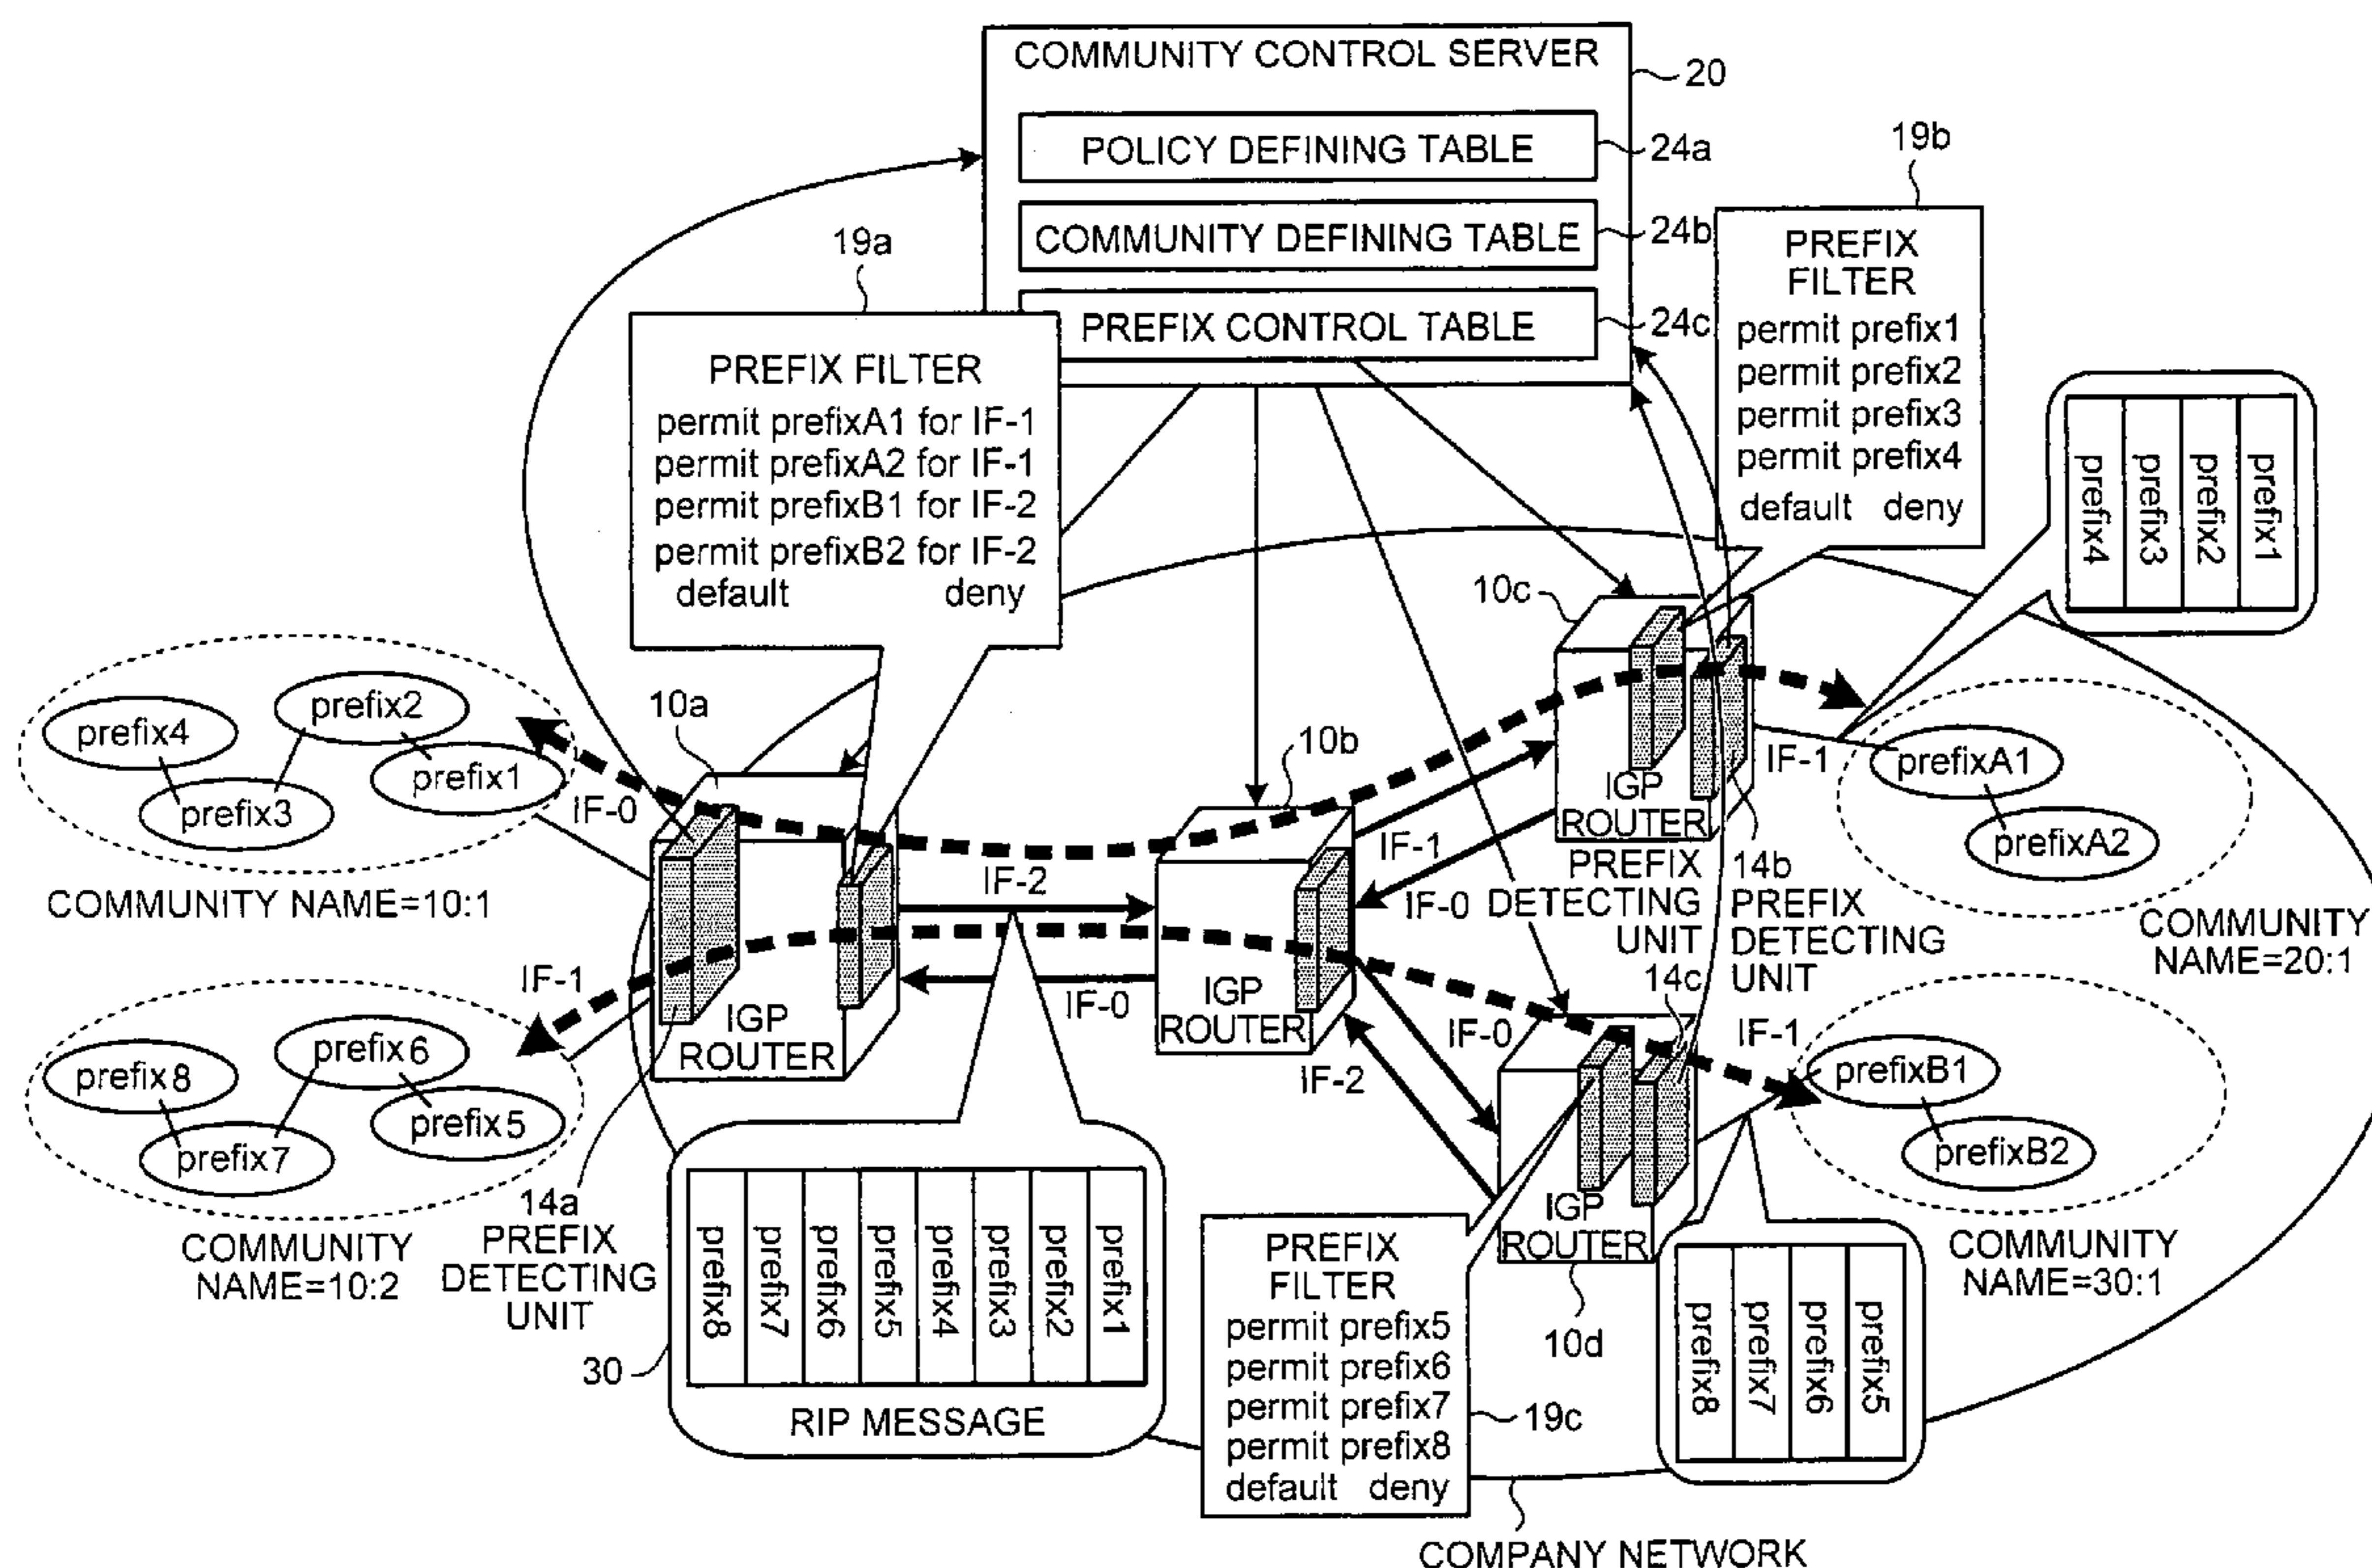 COMMUNITY CONTROL SERVER
20
POLICY DEFINING TABLE
24a
COMMUNITY DEFINING TABLE
24b
PREFIX CONTROL TABLE
24c
19a
PREFIX FILTER
permit prefixA1 for IF-1
permit prefixA2 for IF-1
permit prefixB1 for IF-2
permit prefixB2 for IF-2
default deny
19b
PREFIX
FILTER
permit prefix1
permit prefix2
permit prefix3
permit prefix4
default deny
prefix4
prefix3
prefix2
prefix1
prefix4
prefix2
prefix3
prefix1
IF-0
COMMUNITY NAME=10:1
10a
IGP
ROUTER
IF-2
IF-0
10b
IGP
ROUTER
IF-1
IF-0
IF-2
IF-0
10c
IGP
ROUTER
PREFIX
DETECTING
UNIT
14b
PREFIX
DETECTING
UNIT
IF-1
prefixA1
prefixA2
COMMUNITY
NAME=20:1
IF-1
prefix8
prefix6
prefix7
prefix5
COMMUNITY
NAME=10:2
14a
PREFIX
DETECTING
UNIT
30
prefix8
prefix7
prefix6
prefix5
prefix4
prefix3
prefix2
prefix1
RIP MESSAGE
14c
IF-1
IGP
ROUTER
10d
PREFIX
FILTER
permit prefix5
permit prefix6
permit prefix7
permit prefix8
default deny
19c
prefix8
prefix7
prefix6
prefix5
prefixB1
prefixB2
COMMUNITY
NAME=30:1
COMPANY NETWORK